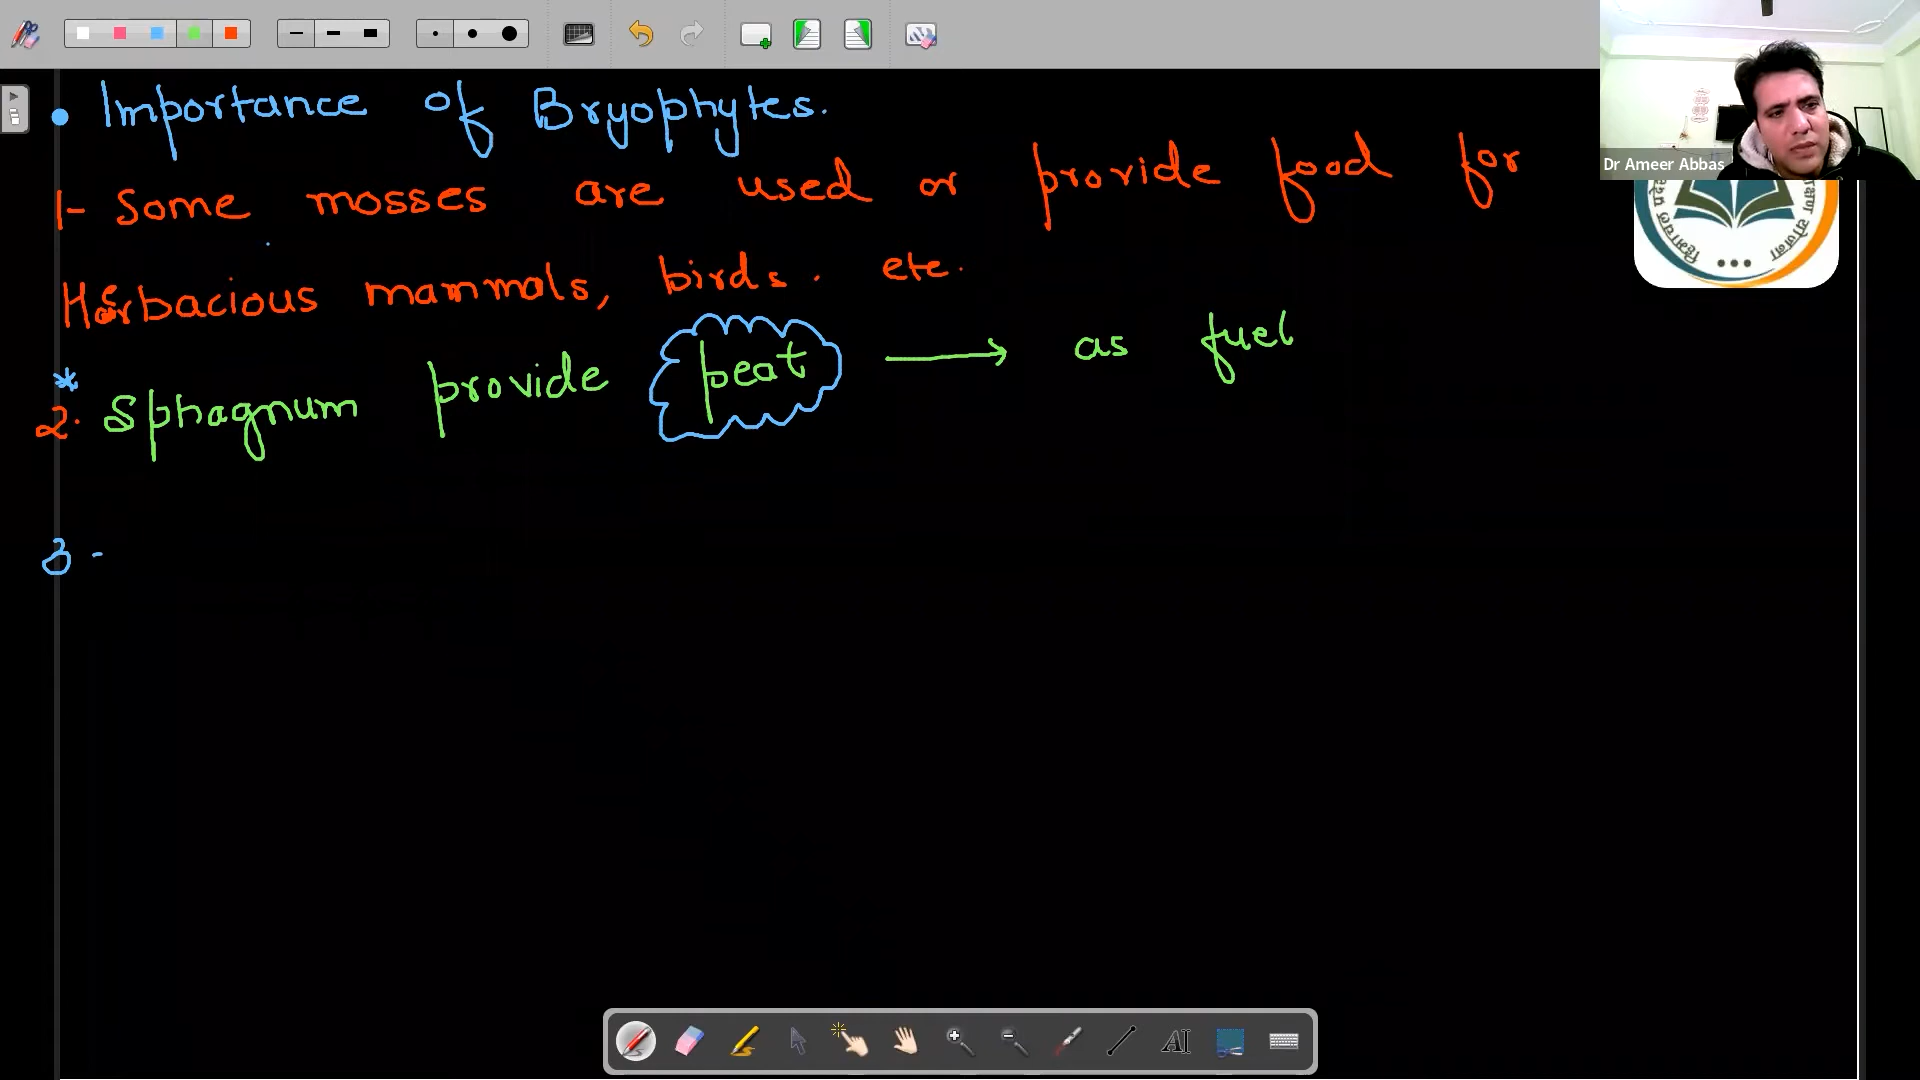 • Importance of Bryophytes.
1- Some mosses are used or provide food for
Herbacious mammals, birds. etc.
*
2. Sphagnum provide peat → as fuel
3 -
Dr Ameer Abbas
AI